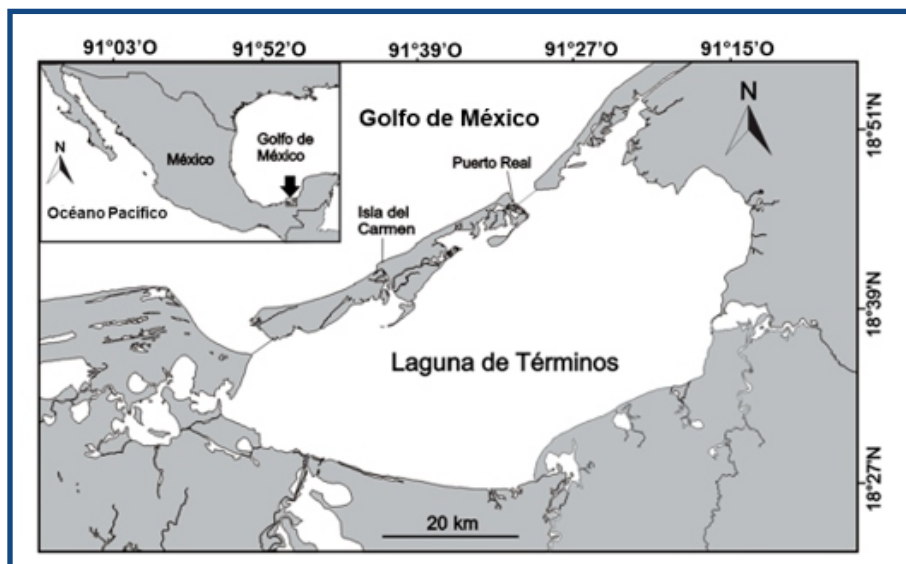 91°03'O 91°52'O 91°39'O 91°27'O 91°15'O
N
México
Golfo de
México
Océano Pacífico
Golfo de México
Puerto Real
Isla del
Carmen
Laguna de Términos
20 km
N
18°51'N
18°39'N
18°27'N